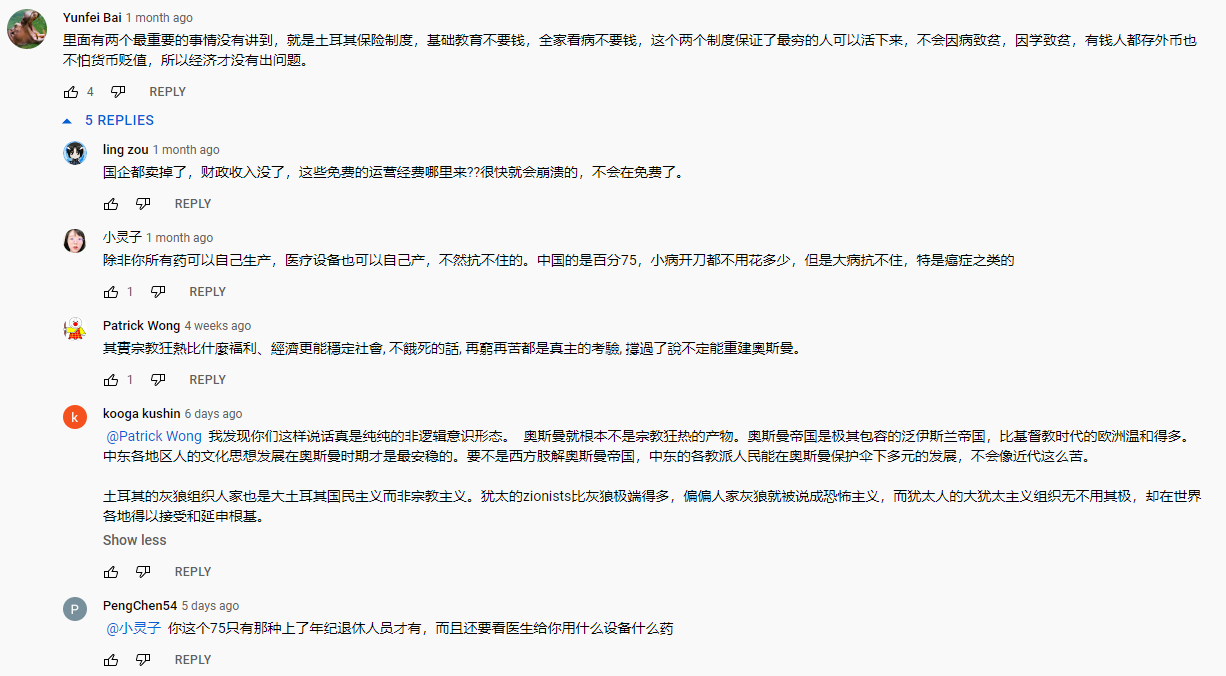 Yunfei Bai 1 month ago
里面有两个最重要的事情没有讲到，就是土耳其保险制度，基础教育不要钱，全家看病不要钱，这个两个制度保证了最穷的人可以活下来，不会因病致贫，因学致贫，有钱人都存外币也
不怕货币贬值，所以经济才没有出问题。
4 REPLY
5 REPLIES
ling zou 1 month ago
国企都卖掉了，财政收入没了，这些免费的运营经费哪里来??很快就会崩溃的，不会在免费了。
REPLY
小灵子 1 month ago
除非你所有药可以自己生产，医疗设备也可以自己产，不然抗不住的。中国的是百分75，小病开刀都不用花多少，但是大病抗不住，特是癌症之类的
1 REPLY
Patrick Wong 4 weeks ago
其實宗教狂熱比什麼福利、經濟更能穩定社會, 不餓死的話, 再窮再苦都是真主的考驗, 撐過了說不定能重建奧斯曼。
1 REPLY
k
kooga kushin 6 days ago
@Patrick Wong 我发现你们这样说话真是纯纯的非逻辑意识形态。 奥斯曼就根本不是宗教狂热的产物。奥斯曼帝国是极其包容的泛伊斯兰帝国，比基督教时代的欧洲温和得多。
中东各地区人的文化思想发展在奥斯曼时期才是最安稳的。要不是西方肢解奥斯曼帝国，中东的各教派人民能在奥斯曼保护伞下多元的发展，不会像近代这么苦。
土耳其的灰狼组织人家也是大土耳其国民主义而非宗教主义。犹太的zionists比灰狼极端得多，偏偏人家灰狼就被说成恐怖主义，而犹太人的大犹太主义组织无不用其极，却在世界
各地得以接受和延申根基。
Show less
REPLY
P
PengChen54 5 days ago
@小灵子 你这个75只有那种上了年纪退休人员才有，而且还要看医生给你用什么设备什么药
REPLY